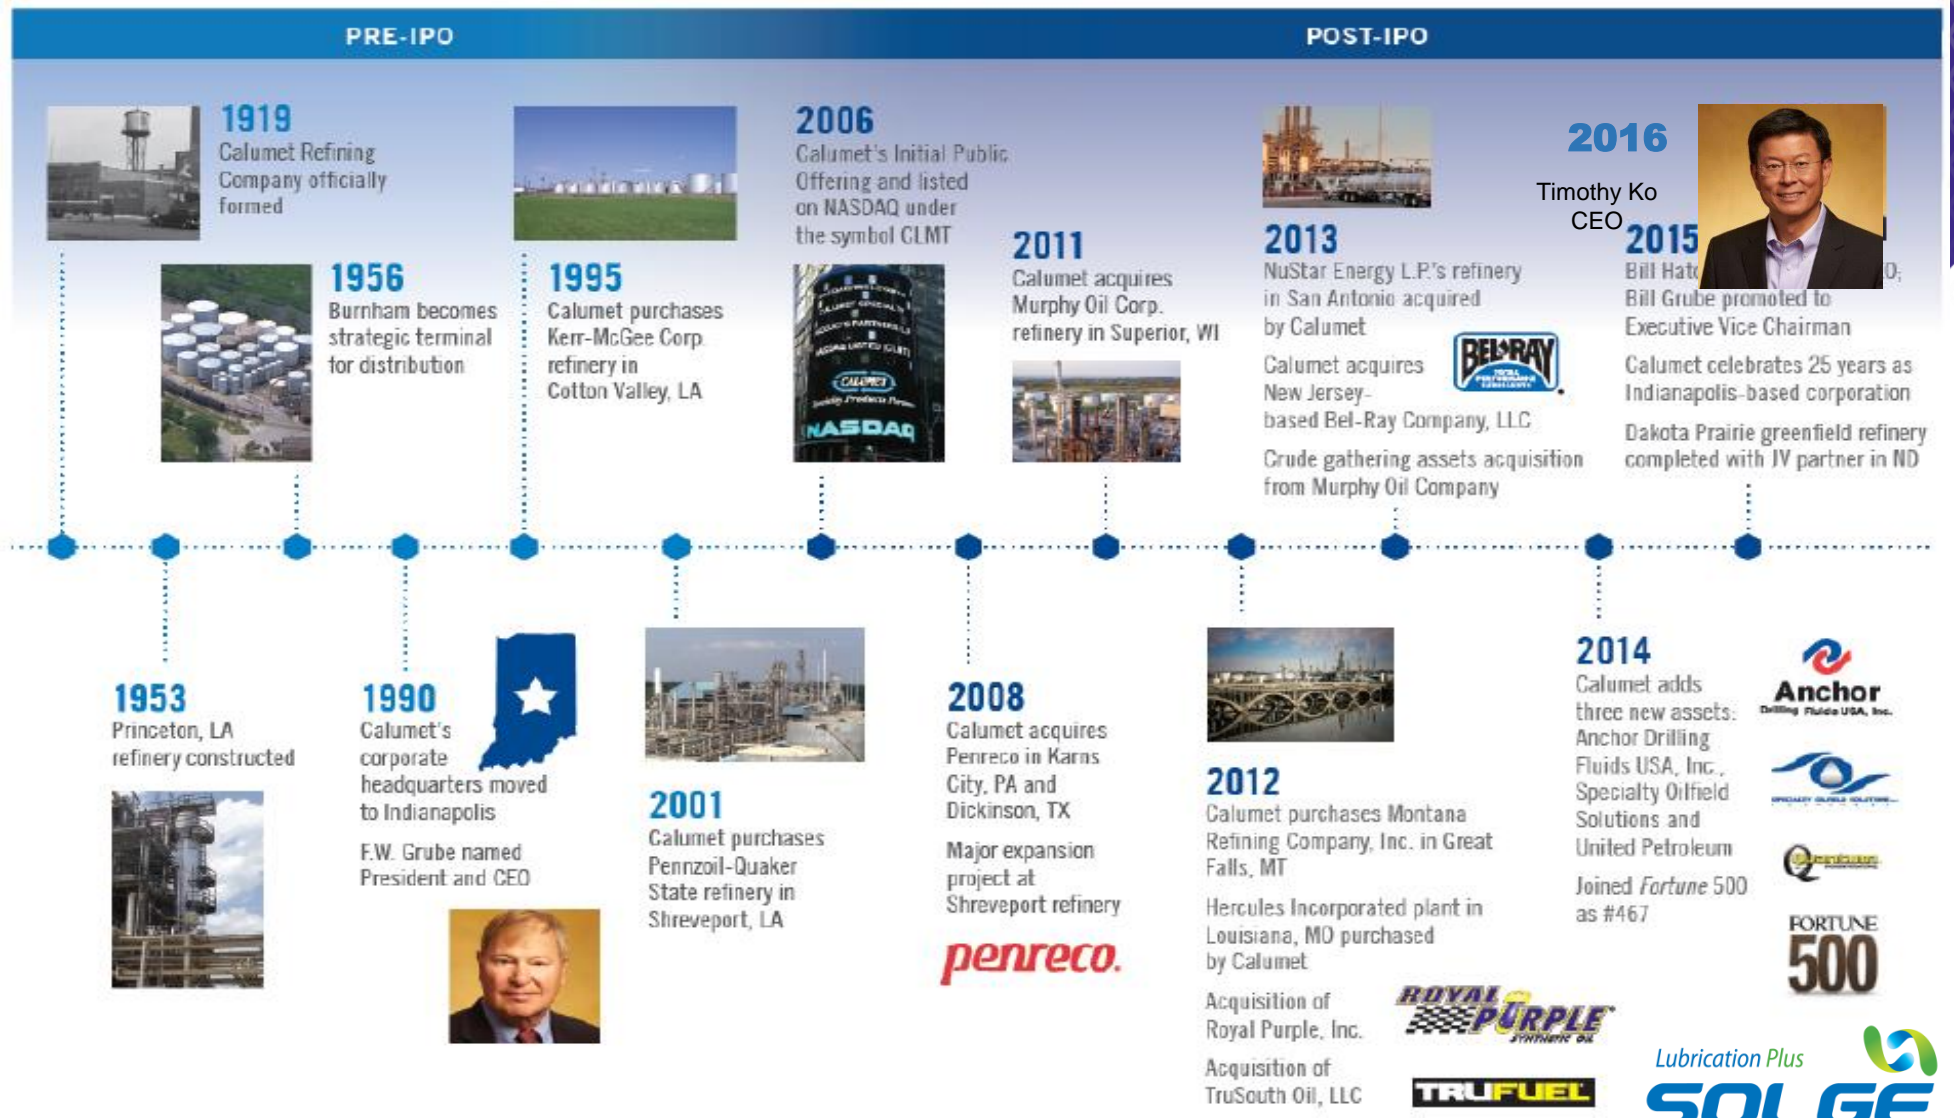 PRE-IPO
POST-IPO
1919
Calumet Refining
Company officially
formed
1956
Burnham becomes
strategic terminal
for distribution
1995
Calumet purchases
Kerr-McGee Corp.
refinery in
Cotton Valley, LA
2006
Calumet's Initial Public
Offering and listed
on NASDAQ under
the symbol CLMT
CALUMET
NASDAQ
2011
Calumet acquires
Murphy Oil Corp.
refinery in Superior, WI
2013
NuStar Energy L.P.'s refinery
in San Antonio acquired
by Calumet
Calumet acquires
New Jersey-
based Bel-Ray Company, LLC
BEL-RAY
TOTAL
PERFORMANCE
LUBRICANTS
Crude gathering assets acquisition
from Murphy Oil Company
2016
Timothy Ko
CEO
2015
Bill
Bill Grube promoted to
Executive Vice Chairman
Calumet celebrates 25 years as
Indianapolis-based corporation
Dakota Prairie greenfield refinery
completed with JV partner in ND
1953
Princeton, LA
refinery constructed
1990
Calumet's
corporate
headquarters moved
to Indianapolis
F.W. Grube named
President and CEO
2001
Calumet purchases
Pennzoil-Quaker
State refinery in
Shreveport, LA
2008
Calumet acquires
Penreco in Karns
City, PA and
Dickinson, TX
Major expansion
project at
Shreveport refinery
penreco.
2012
Calumet purchases Montana
Refining Company, Inc. in Great
Falls, MT
Hercules Incorporated plant in
Louisiana, MO purchased
by Calumet
Acquisition of
Royal Purple, Inc.
ROYAL
PURPLE
SYNTHETIC OIL
Acquisition of
TruSouth Oil, LLC
TRUFUEL
2014
Calumet adds
three new assets:
Anchor Drilling
Fluids USA, Inc.,
Specialty Oilfield
Solutions and
United Petroleum
Joined Fortune 500
as #467
Anchor
Drilling Fluids USA, Inc.
SPECIALTY OILFIELD SOLUTIONS
Quantum
FORTUNE
500
Lubrication Plus